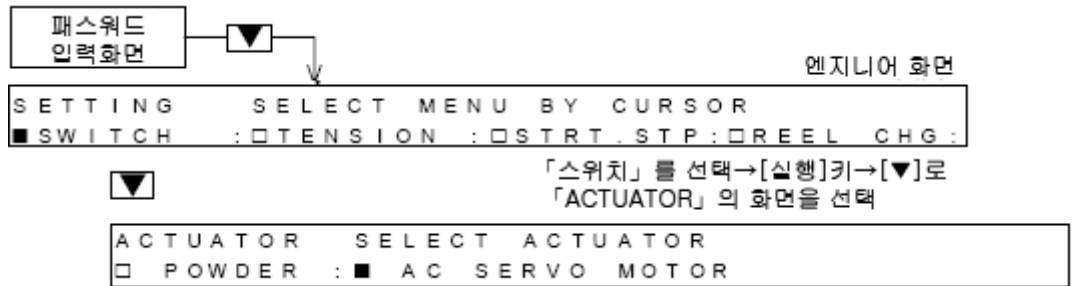 패스워드
입력화면
▼
엔지니어 화면
SETTING SELECT MENU BY CURSOR
■SWITCH :□TENSION :□STRT.STP:□REEL CHG:
「스위치」를 선택→[실행]키→[▼]로
▼
「ACTUATOR」의 화면을 선택
ACTUATOR SELECT ACTUATOR
□ POWDER :■ AC SERVO MOTOR